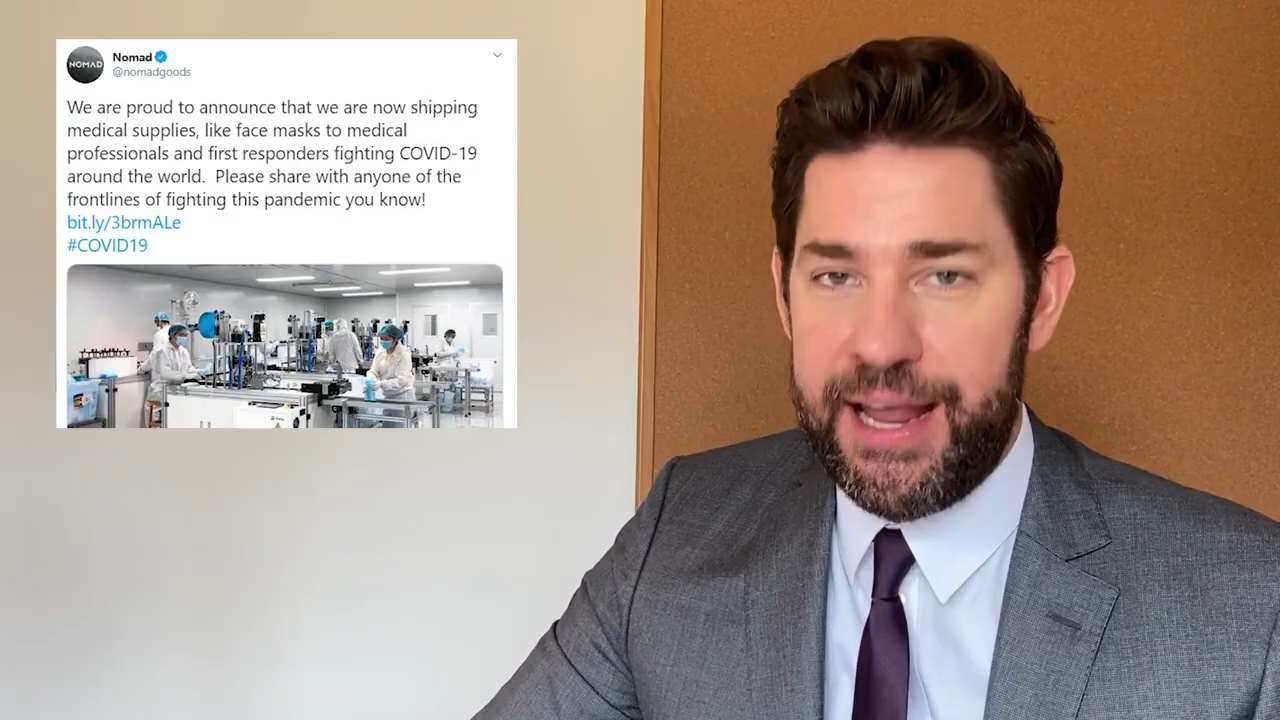 NOMAD
Nomad
@nomadgoods
We are proud to announce that we are now shipping
medical supplies, like face masks to medical
professionals and first responders fighting COVID-19
around the world.  Please share with anyone of the
frontlines of fighting this pandemic you know!
bit.ly/3brmALe
#COVID19